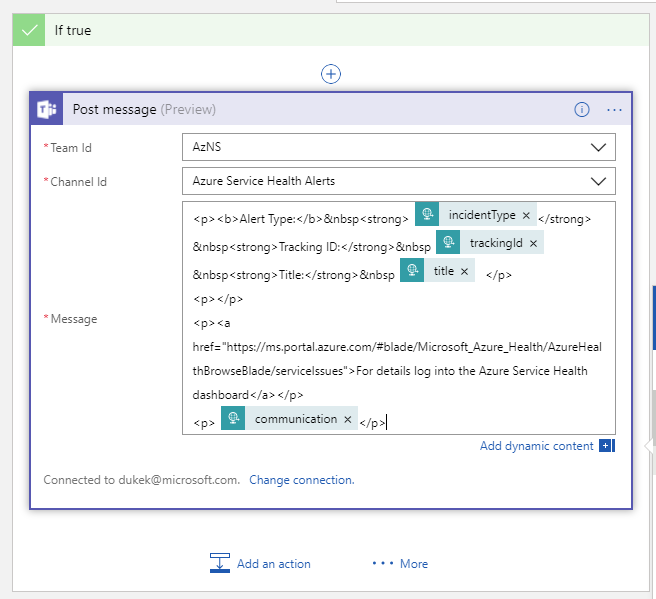 If true
Post message (Preview)
* Team Id
AzNS
* Channel Id
Azure Service Health Alerts
* Message
<p><b>Alert Type:</b>&nbsp<strong> incidentType × </strong>
&nbsp<strong>Tracking ID:</strong>&nbsp trackingId ×
&nbsp<strong>Title:</strong>&nbsp title × </p>
<p></p>
<p><a
href="https://ms.portal.azure.com/#blade/Microsoft_Azure_Health/AzureHeal
thBrowseBlade/serviceIssues">For details log into the Azure Service Health
dashboard</a></p>
<p> communication × </p>
Add dynamic content
Connected to dukek@microsoft.com. Change connection.
Add an action
More